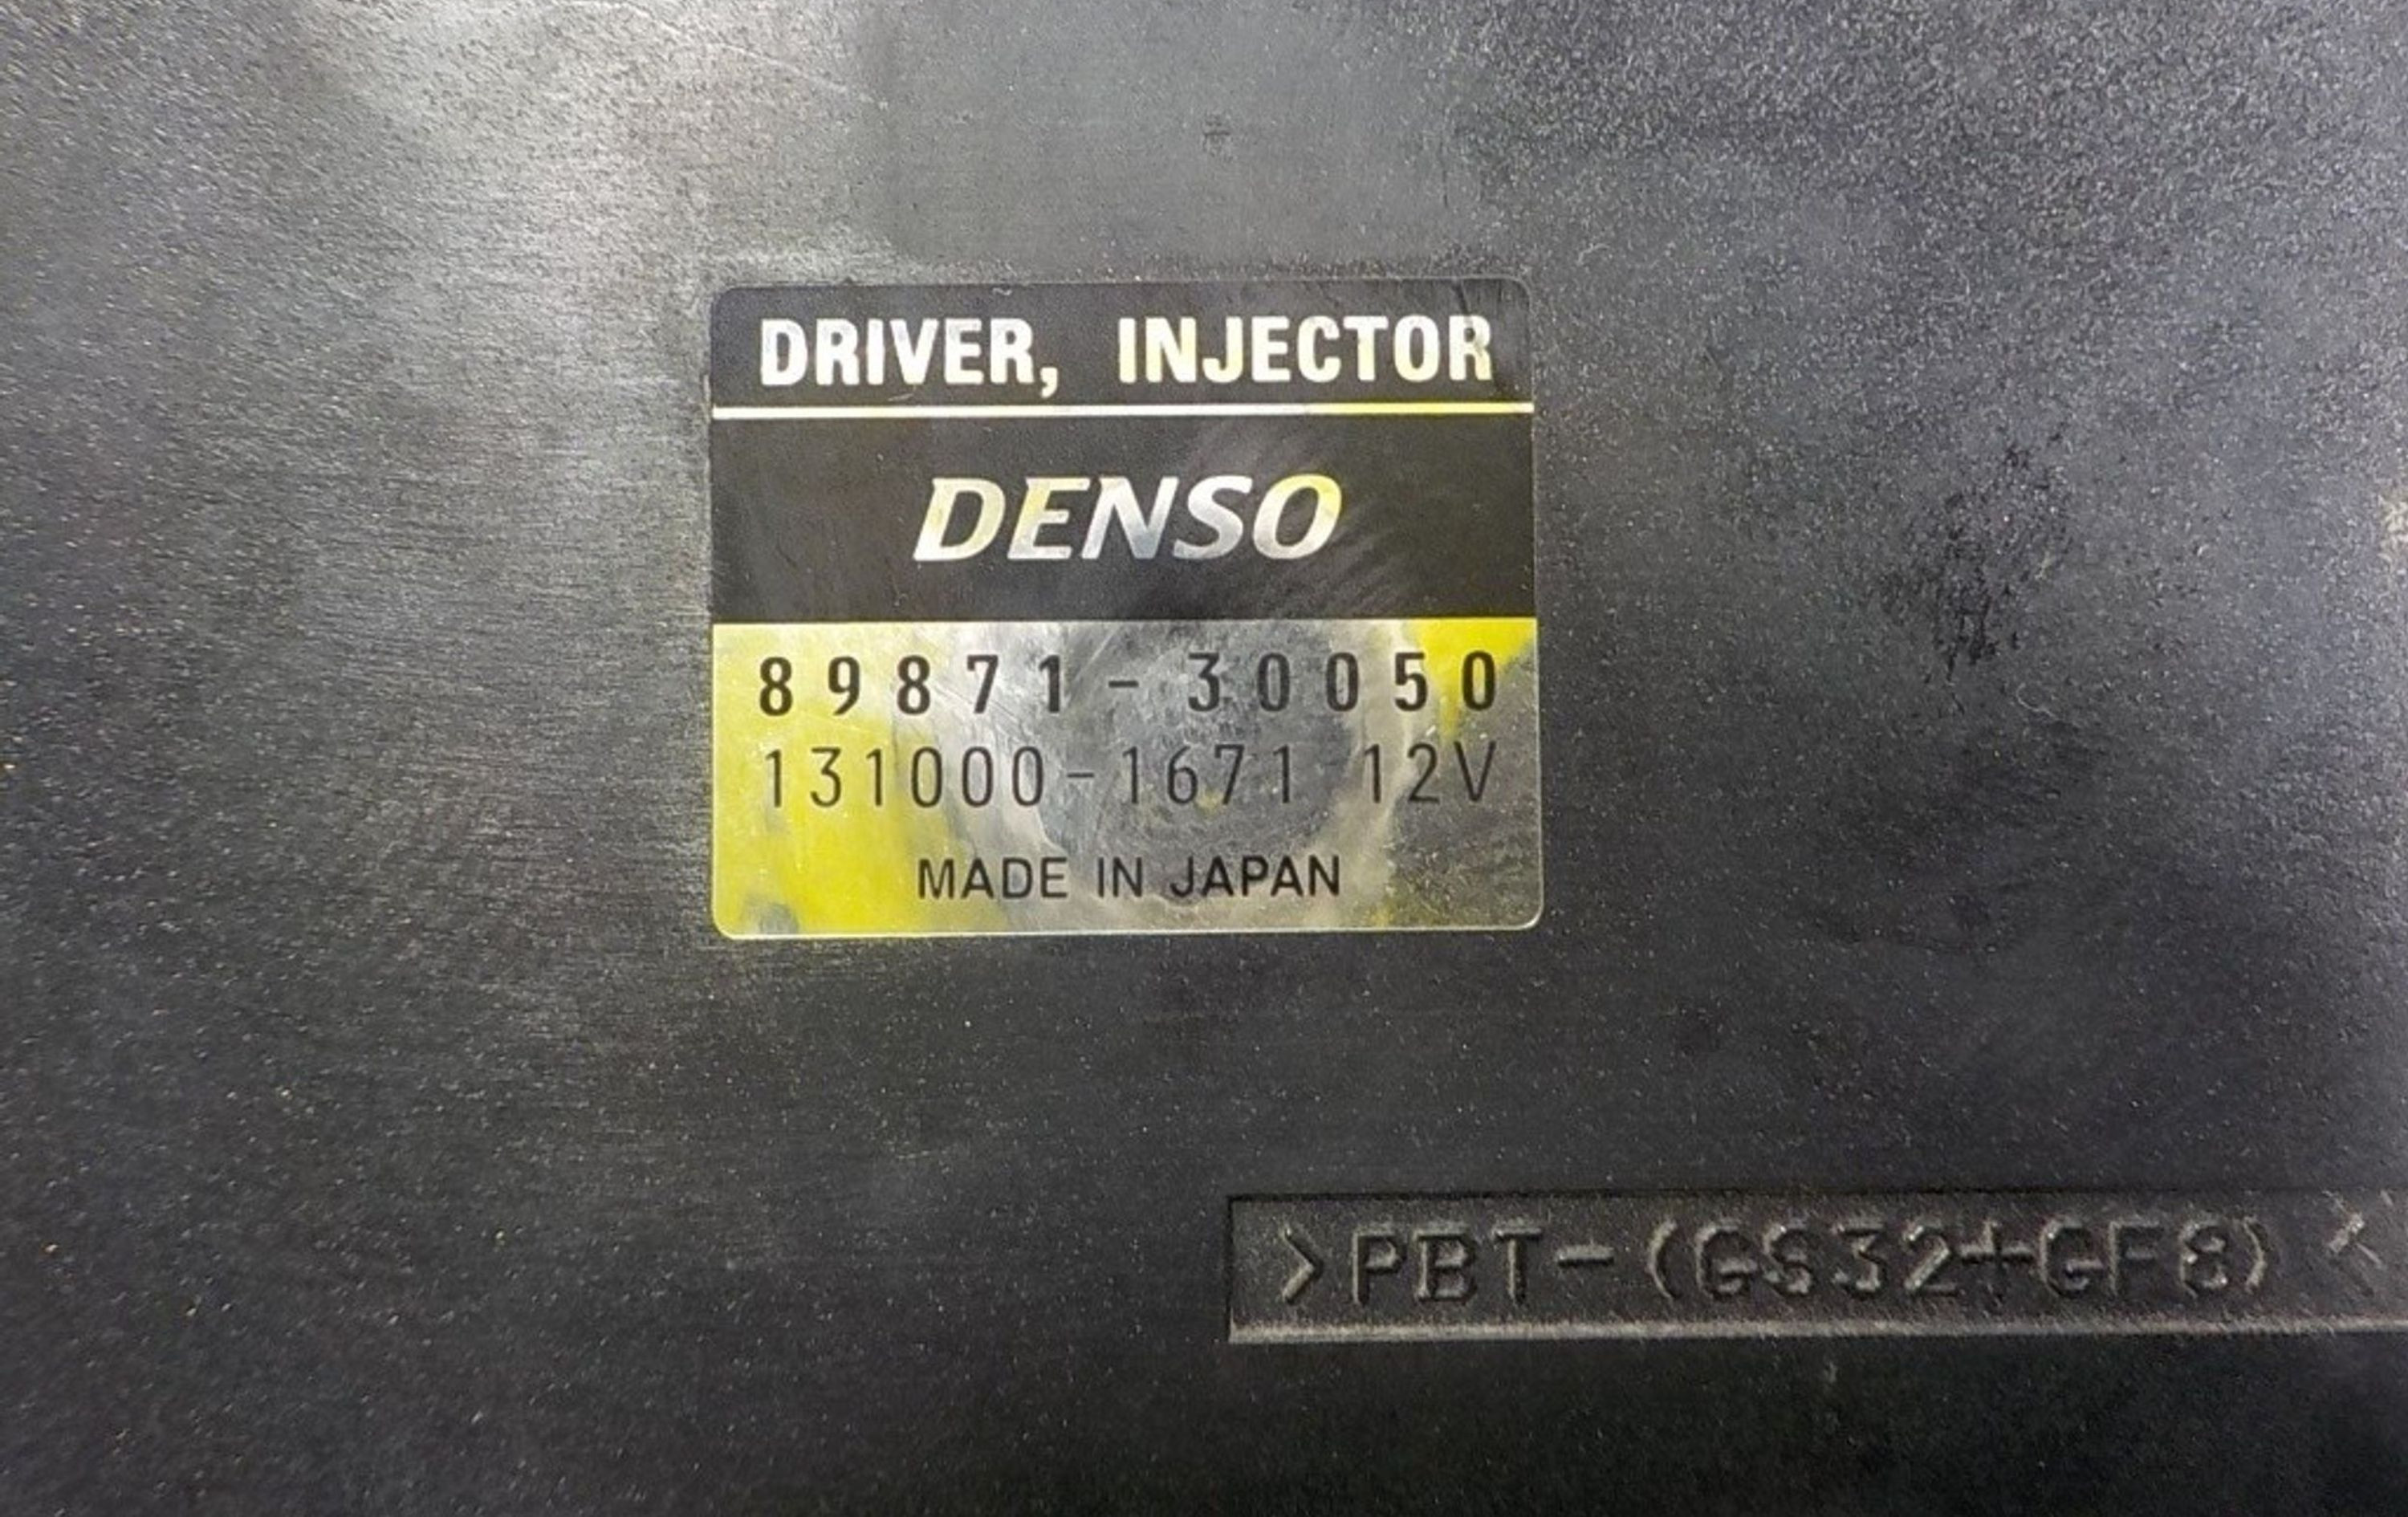 DRIVER, INJECTOR
DENSO
89871-30050
131000-1671 12V
MADE IN JAPAN
>PBT-(GS32+GF8)<